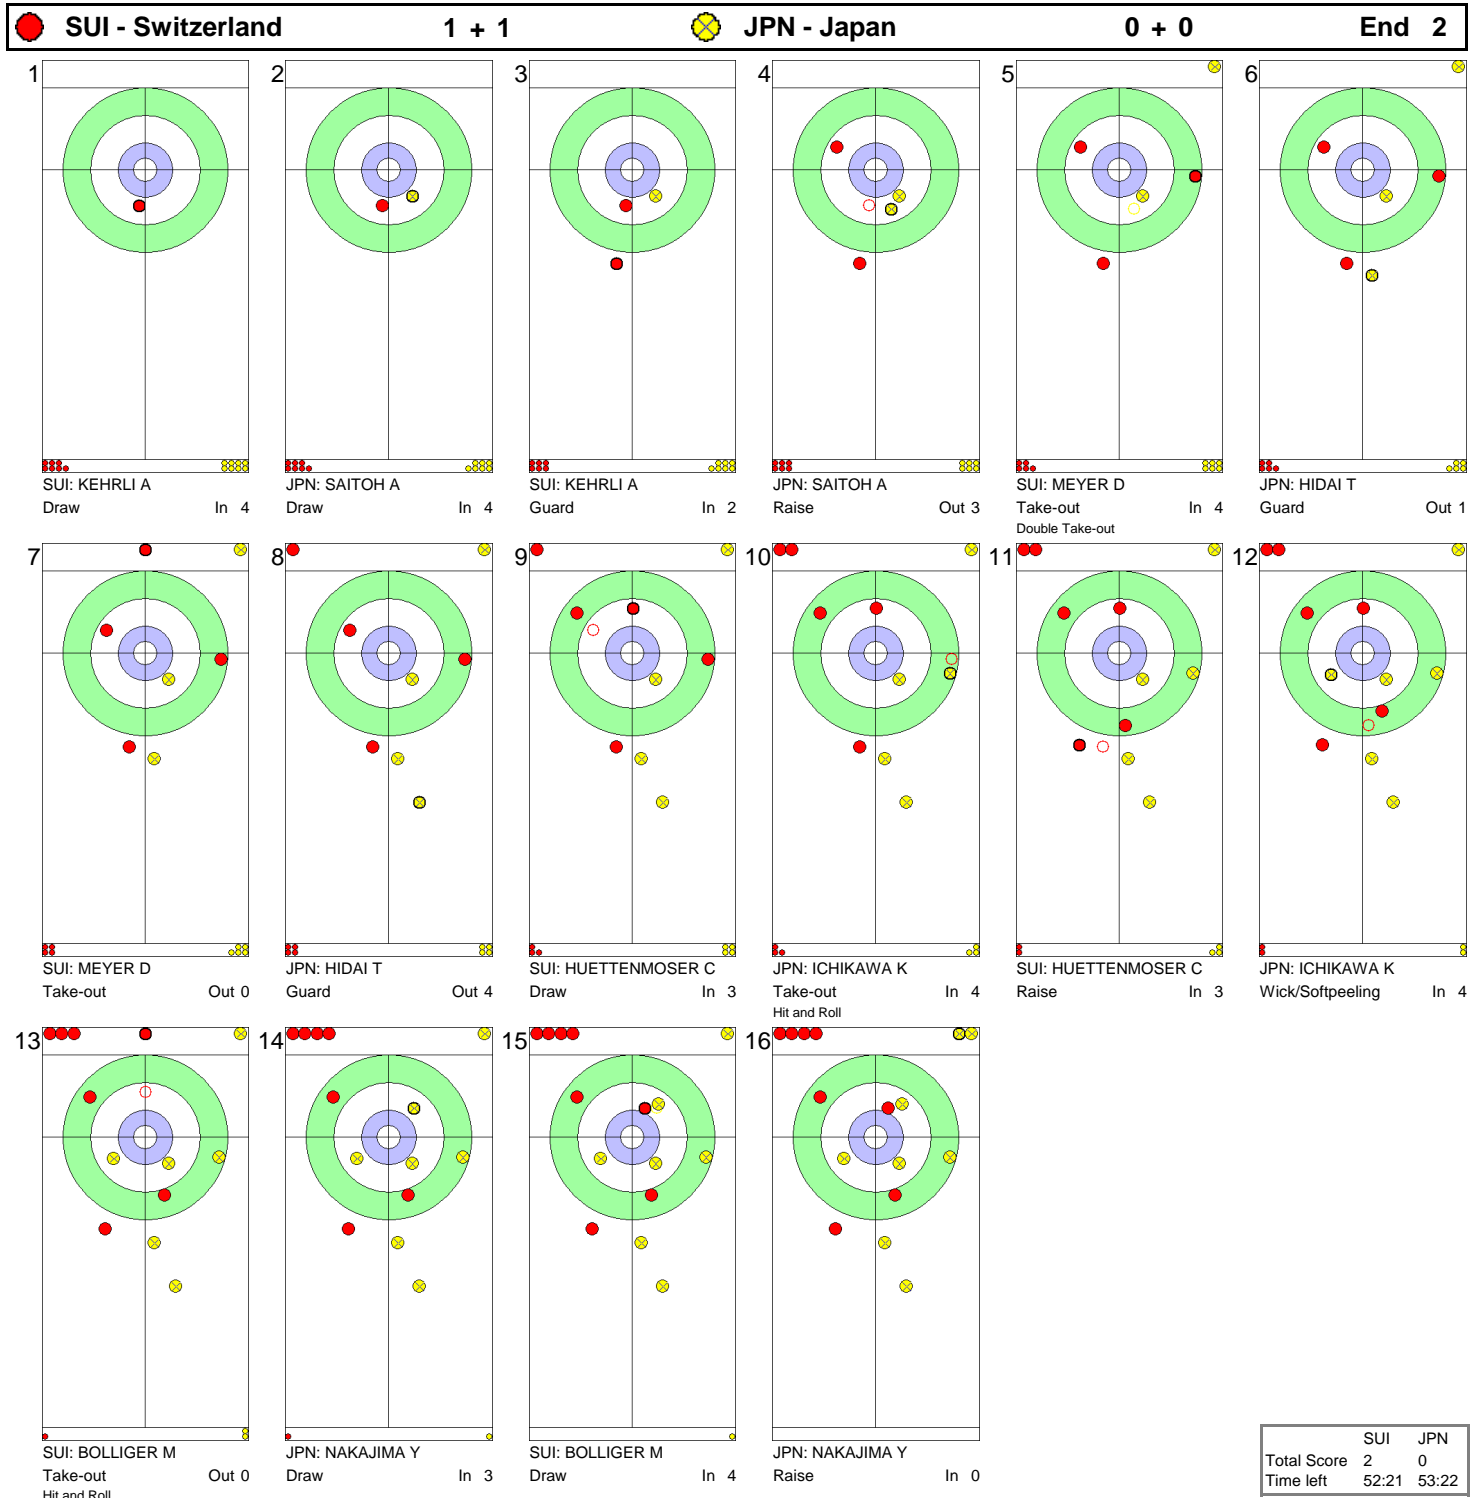 SUI - Switzerland 1 + 1 JPN - Japan 0 + 0 End 2
1 2 3 4 5 6
SUI: KEHRLI A JPN: SAITOH A SUI: KEHRLI A JPN: SAITOH A SUI: MEYER D JPN: HIDAI T
Draw In 4 Draw In 4 Guard In 2 Raise Out 3 Take-out In 4 Guard Out 1
Double Take-out
7 8 9 10 11 12
SUI: MEYER D JPN: HIDAI T SUI: HUETTENMOSER C JPN: ICHIKAWA K SUI: HUETTENMOSER C JPN: ICHIKAWA K
Take-out Out 0 Guard Out 4 Draw In 3 Take-out In 4 Raise In 3 Wick/Softpeeling In 4
Hit and Roll
13 14 15 16
SUI: BOLLIGER M JPN: NAKAJIMA Y SUI: BOLLIGER M JPN: NAKAJIMA Y
Take-out Out 0 Draw In 3 Draw In 4 Raise In 0
Hit and Roll
SUI JPN
Total Score 2 0
Time left 52:21 53:22